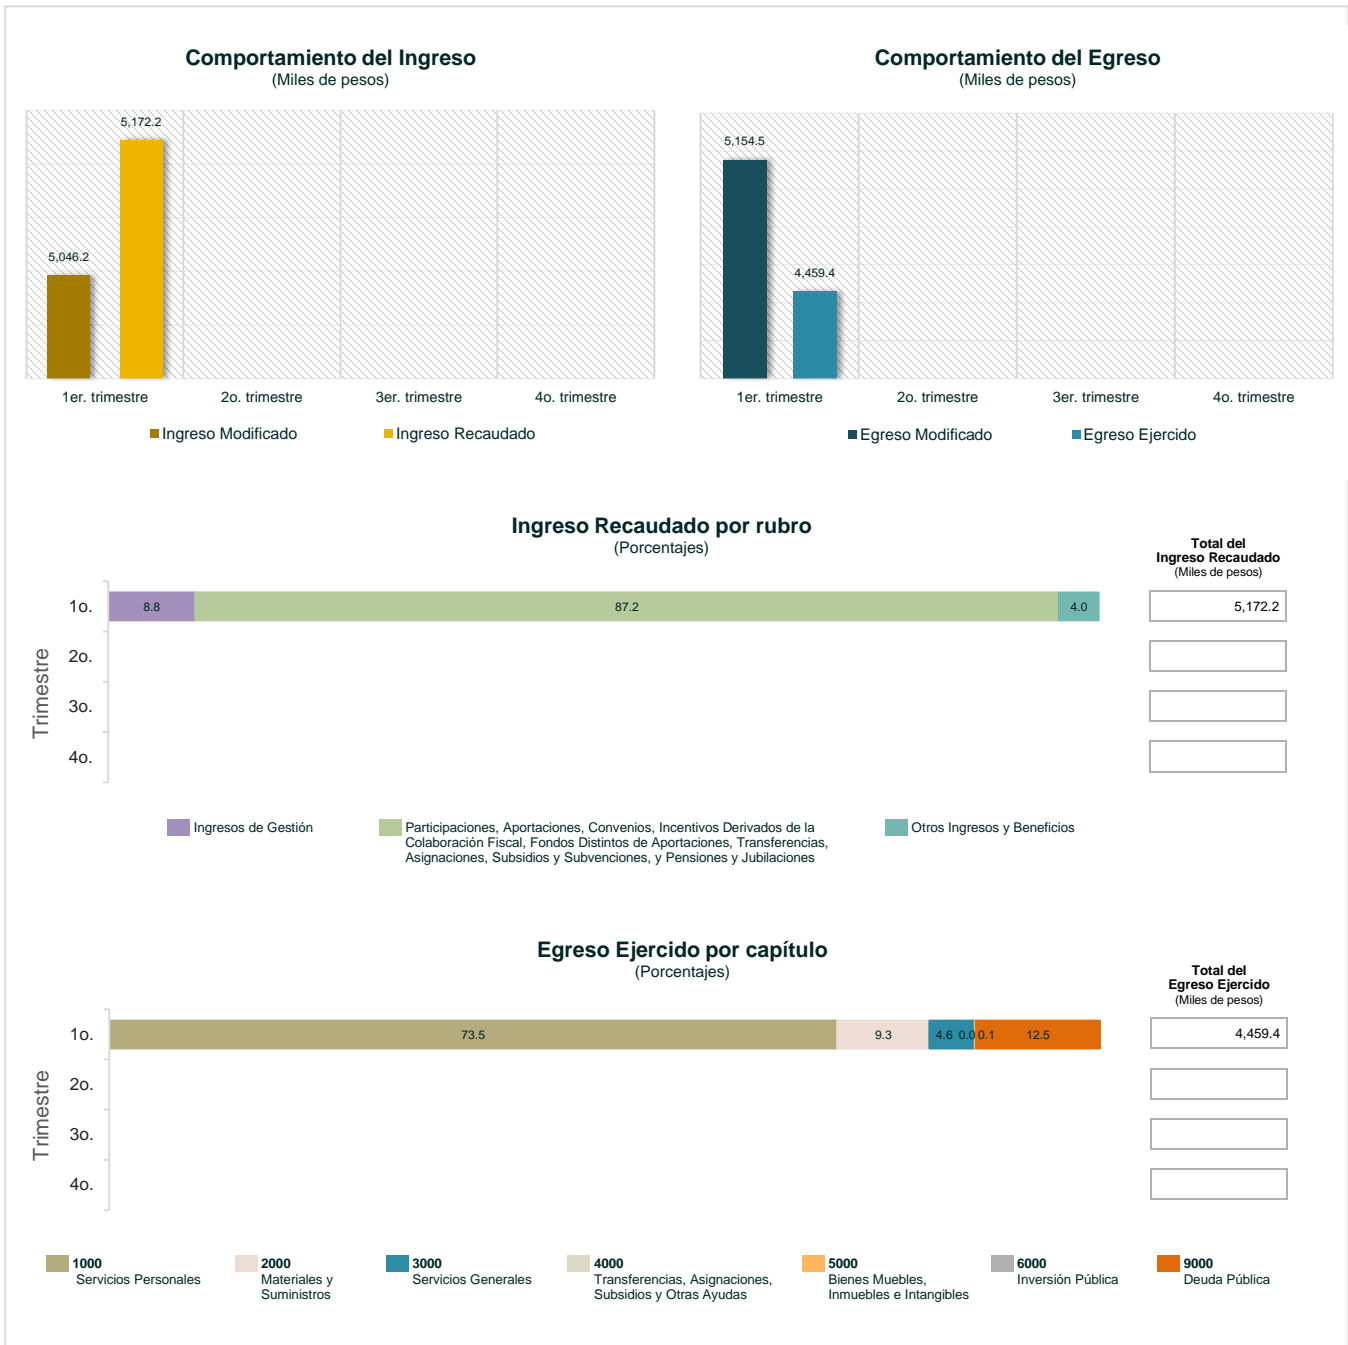 Comportamiento del Ingreso
(Miles de pesos)
5,172.2
5,046.2
1er. trimestre
2o. trimestre
3er. trimestre
4o. trimestre
Ingreso Modificado
Ingreso Recaudado
Comportamiento del Egreso
(Miles de pesos)
5,154.5
4,459.4
1er. trimestre
2o. trimestre
3er. trimestre
4o. trimestre
Egreso Modificado
Egreso Ejercido
Ingreso Recaudado por rubro
(Porcentajes)
Total del
Ingreso Recaudado
(Miles de pesos)
Trimestre
1o.
8.8
87.2
4.0
5,172.2
2o.
3o.
4o.
Ingresos de Gestión
Participaciones, Aportaciones, Convenios, Incentivos Derivados de la
Colaboración Fiscal, Fondos Distintos de Aportaciones, Transferencias,
Asignaciones, Subsidios y Subvenciones, y Pensiones y Jubilaciones
Otros Ingresos y Beneficios
Egreso Ejercido por capítulo
(Porcentajes)
Total del
Egreso Ejercido
(Miles de pesos)
Trimestre
1o.
73.5
9.3
4.6
0.0
0.1
12.5
4,459.4
2o.
3o.
4o.
1000
Servicios Personales
2000
Materiales y
Suministros
3000
Servicios Generales
4000
Transferencias, Asignaciones,
Subsidios y Otras Ayudas
5000
Bienes Muebles,
Inmuebles e Intangibles
6000
Inversión Pública
9000
Deuda Pública